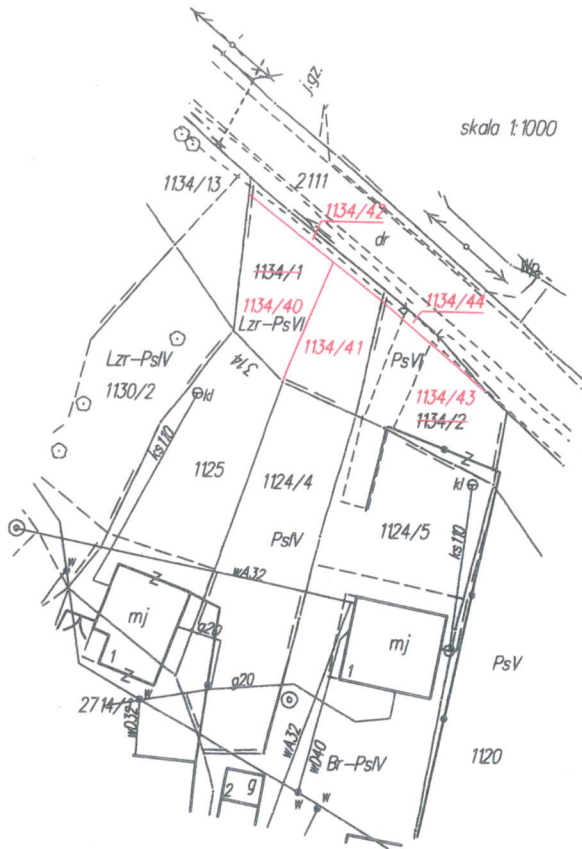 j.gz.
skala 1:1000
1134/13
2111
1134/42
dr
1134/1
1134/40
1134/44
Lzr-PsVI
1134/41
PsVI
Lzr-PsIV
1130/2
314
1134/43
1134/2
kl
ks110
Z
1125
1124/4
kl
ks110
1124/5
PsIV
w
wA32
Z
mj
g20
mj
1
1
PsV
Z
g20
2714/
w
wD32
wA32
wD40
Br-PsIV
1120
2
g
w
w